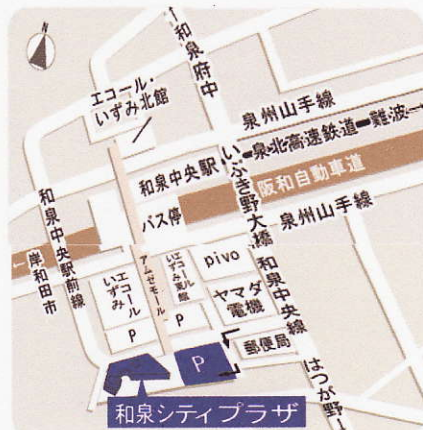 N
←和泉府中
エコール・
いずみ北館
泉州山手線
泉北高速鉄道
難波→
和泉中央駅
いぶき野大橋
阪和自動車道
和泉中央駅前線
バス停
泉州山手線
←岸和田市
エコール
いずみ
アムゼモール
エコール
いずみ東館
pivo
和泉中央線
ヤマダ
電機
P
P
P
郵便局
はつが野→
和泉シティプラザ